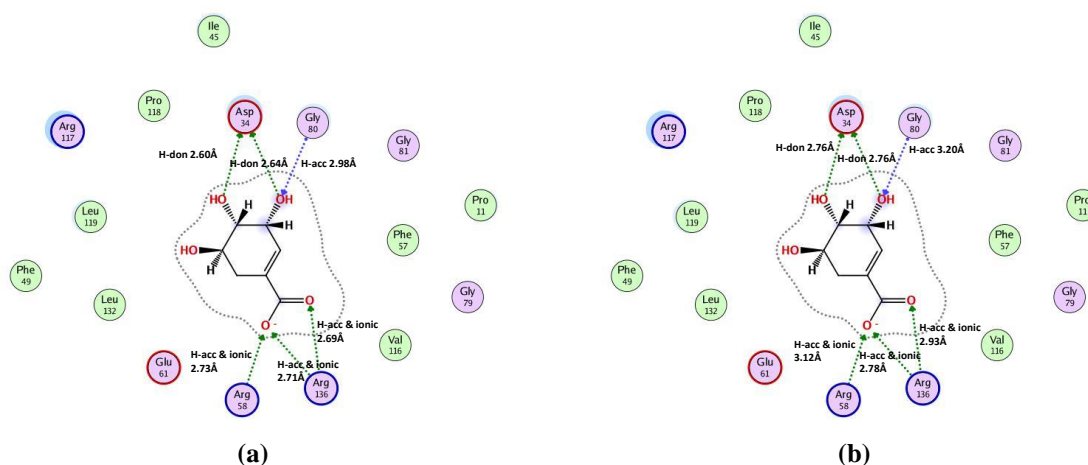 Ile
45
Pro
118
Asp
34
Gly
80
Arg
117
Gly
81
H-don 2.60Å
H-don 2.64Å
H-acc 2.98Å
HO
OH
H
H
Pro
11
Leu
119
Phe
57
HO
H
Phe
49
Leu
132
Gly
79
O
O-
H-acc & ionic
2.69Å
Val
116
Glu
61
H-acc & ionic
2.73Å
H-acc & ionic
2.71Å
Arg
58
Arg
136
(a)
Ile
45
Pro
118
Asp
34
Gly
80
Arg
117
Gly
81
H-don 2.76Å
H-don 2.76Å
H-acc 3.20Å
HO
OH
H
H
Pro
11
Leu
119
Phe
57
HO
H
Phe
49
Leu
132
Gly
79
O
O-
H-acc & ionic
2.93Å
Val
116
Glu
61
H-acc & ionic
3.12Å
H-acc & ionic
2.78Å
Arg
58
Arg
136
(b)